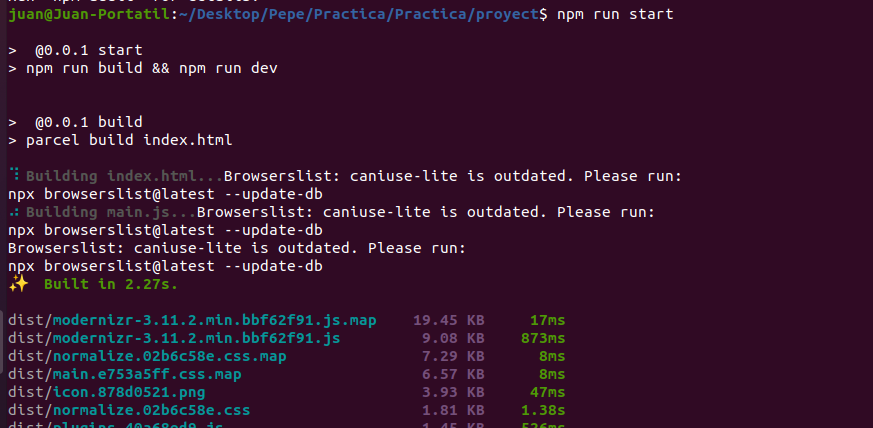 juan@Juan-Portatil:~/Desktop/Pepe/Practica/Practica/proyect$ npm run start
> @0.0.1 start
> npm run build && npm run dev
> @0.0.1 build
> parcel build index.html
Building index.html...Browserslist: caniuse-lite is outdated. Please run:
npx browserslist@latest --update-db
Building main.js...Browserslist: caniuse-lite is outdated. Please run:
npx browserslist@latest --update-db
Browserslist: caniuse-lite is outdated. Please run:
npx browserslist@latest --update-db
✨ Built in 2.27s.
dist/modernizr-3.11.2.min.bbf62f91.js.map 19.45 KB 17ms
dist/modernizr-3.11.2.min.bbf62f91.js 9.08 KB 873ms
dist/normalize.02b6c58e.css.map 7.29 KB 8ms
dist/main.e753a5ff.css.map 6.57 KB 8ms
dist/icon.878d0521.png 3.93 KB 47ms
dist/normalize.02b6c58e.css 1.81 KB 1.38s
1.45 KB